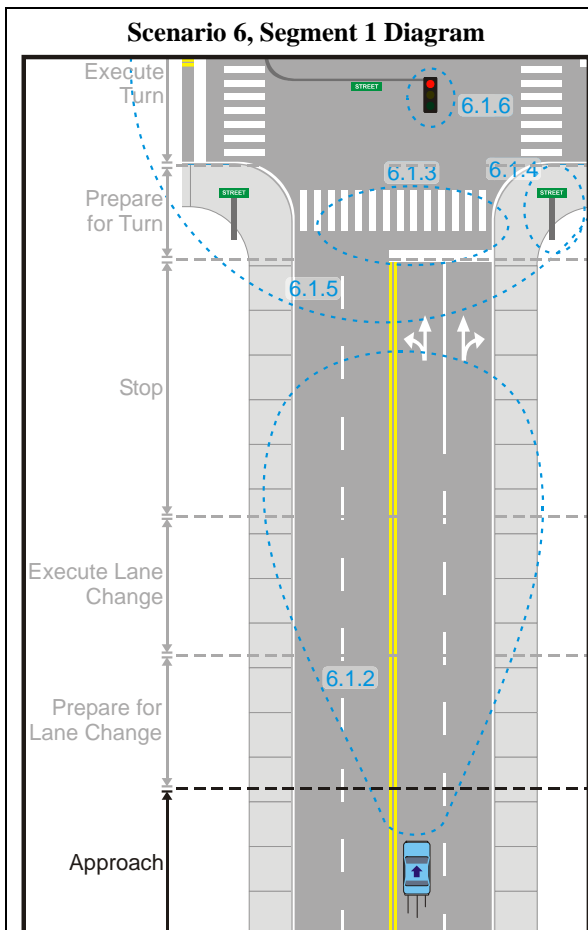 Scenario 6, Segment 1 Diagram
Execute
Turn
STREET
6.1.6
6.1.3
6.1.4
Prepare
for Turn
STREET
STREET
6.1.5
Stop
Execute Lane
Change
6.1.2
Prepare for
Lane Change
Approach